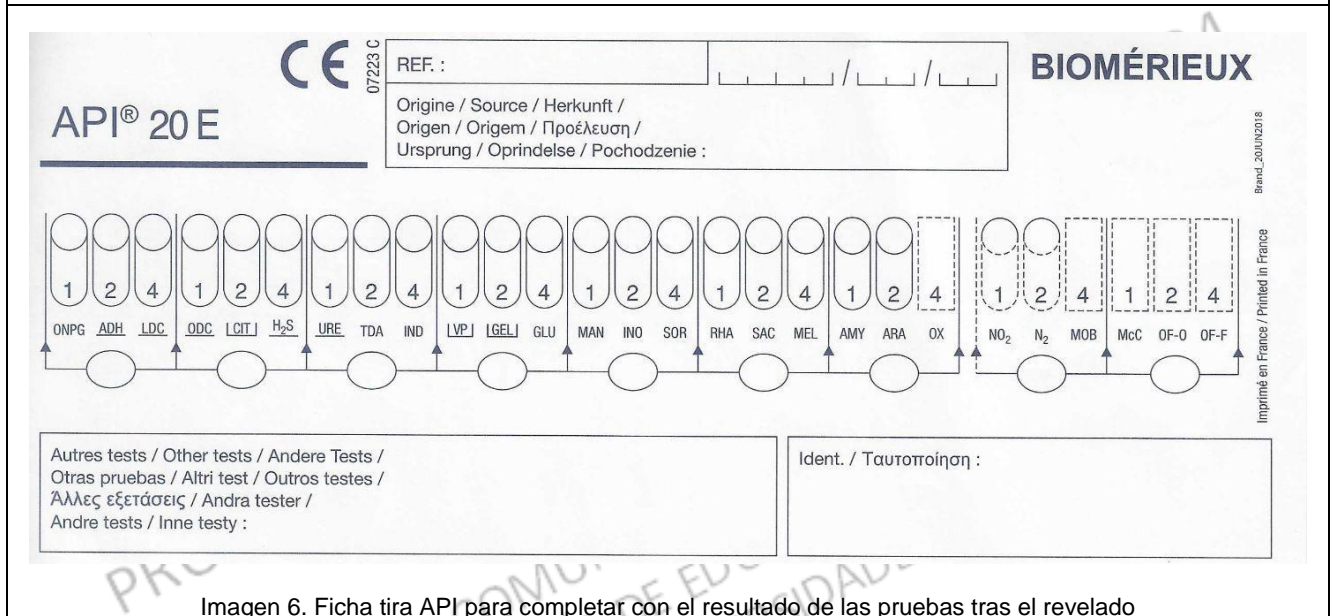 CE
07223 C
REF. :
BIOMÉRIEUX
API® 20 E
Origine / Source / Herkunft /
Origen / Origem / Προέλευση /
Ursprung / Oprindelse / Pochodzenie :
Brand_20JUN2018
1 2 4 1 2 4 1 2 4 1 2 4 1 2 4 1 2 4 1 2 4 1 2 4 1 2 4
ONPG ADH LDC ODC CIT H₂S URE TDA IND VP GEL GLU MAN INO SOR RHA SAC MEL AMY ARA OX NO₂ N₂ MOB McC OF-O OF-F
Imprimé en France / Printed in France
Autres tests / Other tests / Andere Tests /
Otras pruebas / Altri test / Outros testes /
Άλλες εξετάσεις / Andra tester /
Andre tests / Inne testy :
Ident. / Ταυτοποίηση :
Imagen 6. Ficha tira API para completar con el resultado de las pruebas tras el revelado